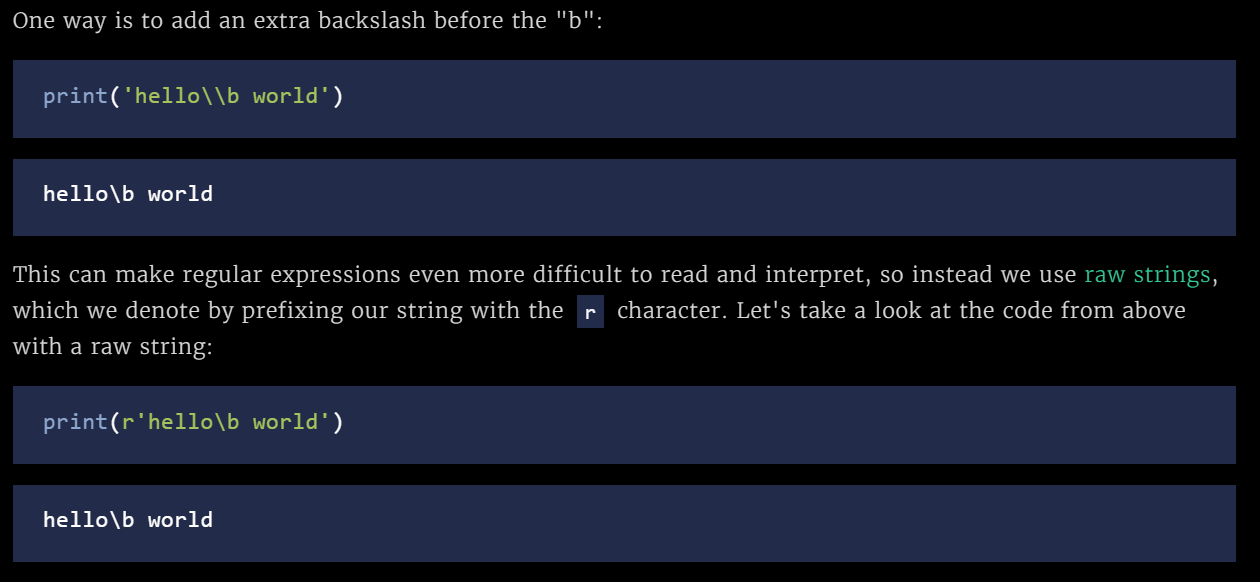 One way is to add an extra backslash before the "b":
print('hello\\b world')
hello\b world
This can make regular expressions even more difficult to read and interpret, so instead we use raw strings,
which we denote by prefixing our string with the r character. Let's take a look at the code from above
with a raw string:
print(r'hello\b world')
hello\b world